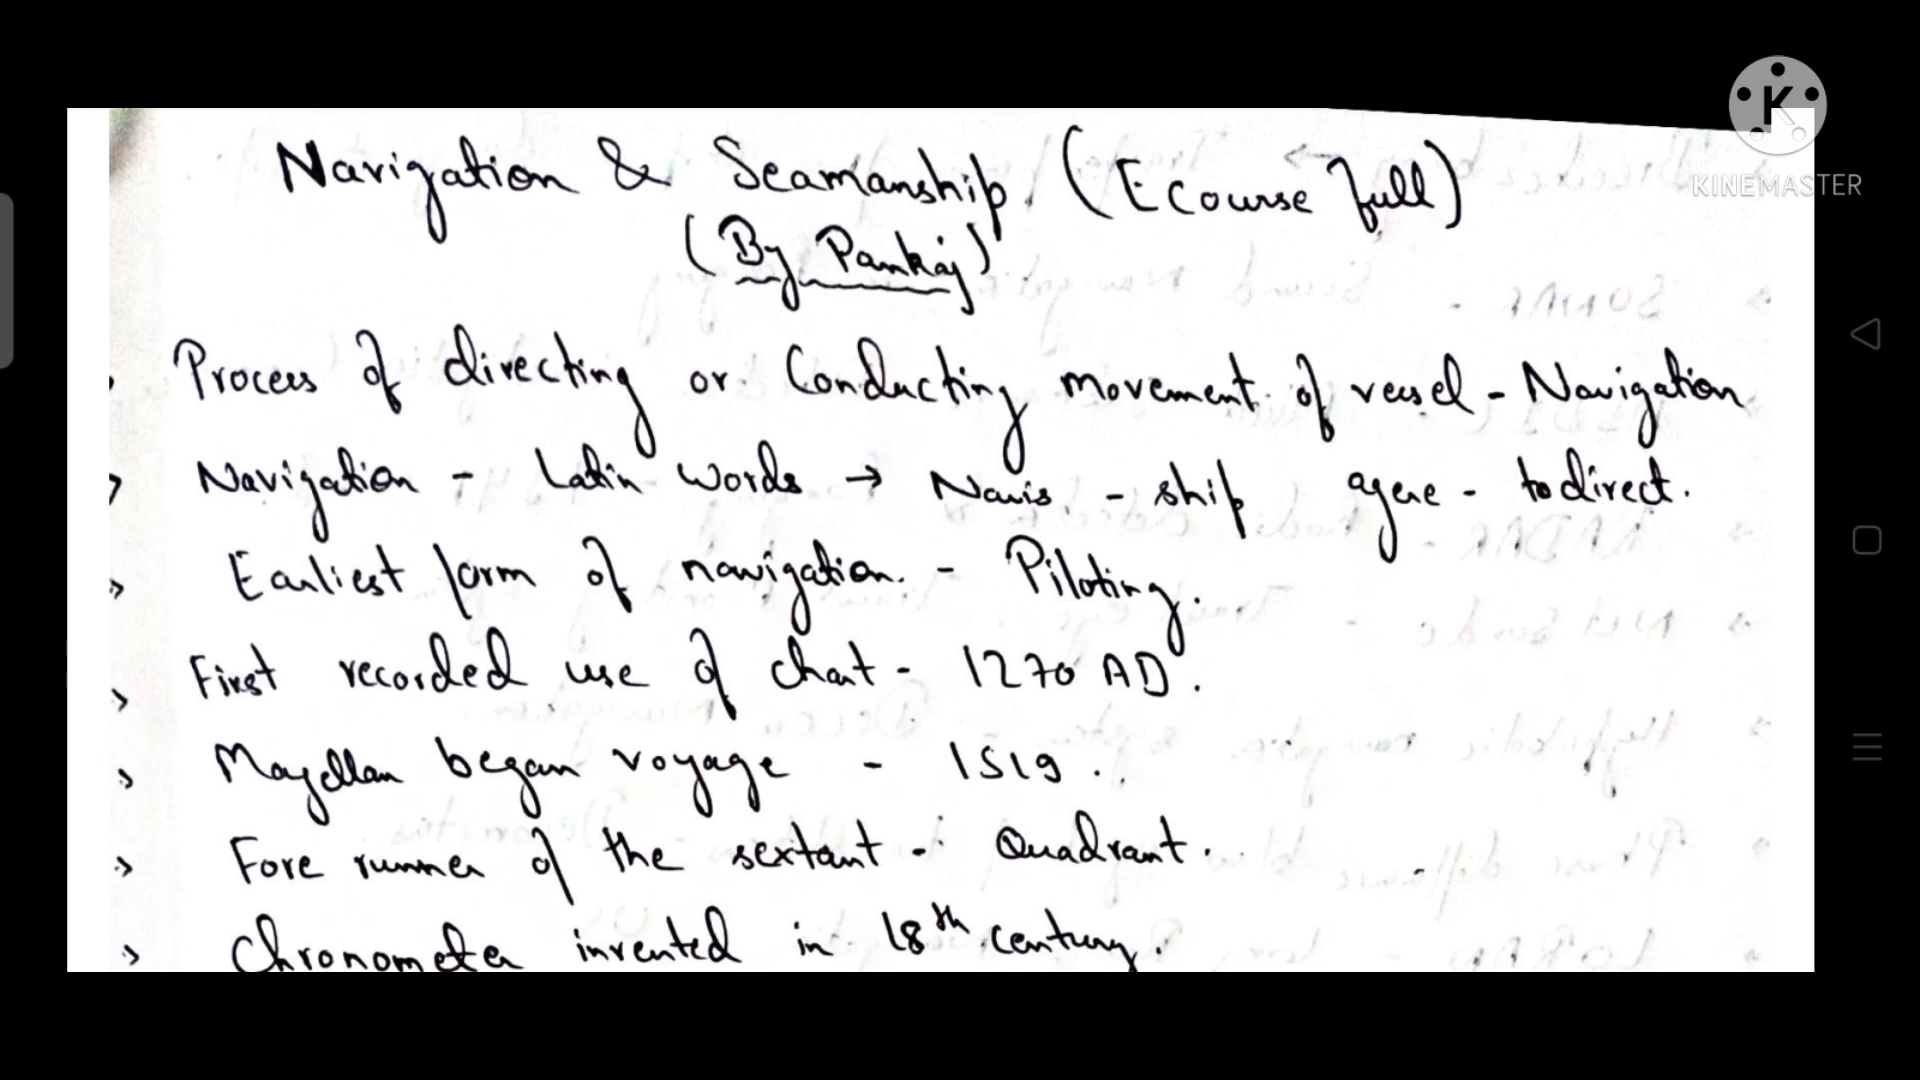 Navigation & Seamanship (Ecourse full)
(By Pankaj)
Process of directing or Conducting movement of vessel - Navigation
Navigation - Latin words → Navis - ship agere - to direct.
Earliest form of navigation. - Piloting.
First recorded use of chart - 1270 AD.
Magellan began voyage - 1519.
Fore runner of the sextant - Quadrant.
Chronometer invented in 18th century.
KINEMASTER